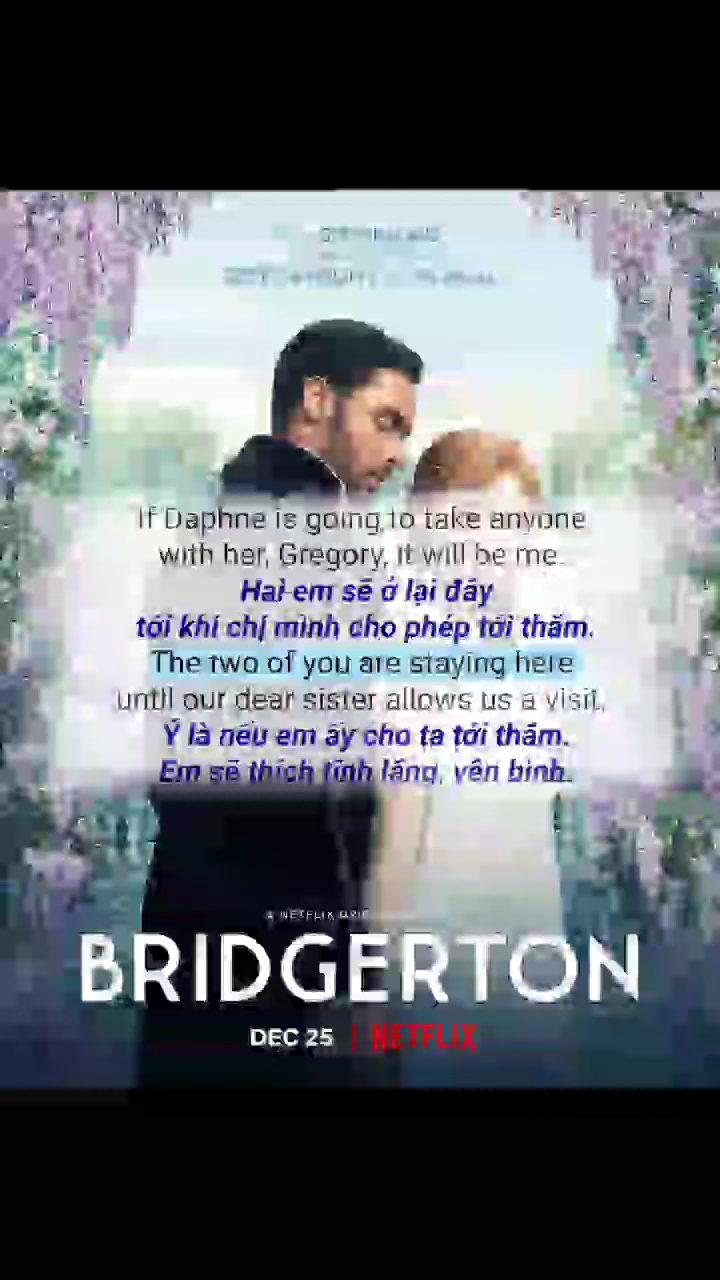 If Daphne is going to take anyone
with her, Gregory, it will be me.
Hai em sẽ ở lại đây
tới khi chị mình cho phép tới thăm.
The two of you are staying here
until our dear sister allows us a visit.
Ý là nếu em ấy cho ta tới thăm.
Em sẽ thích tĩnh lặng, yên bình.
A NETFLIX
BRIDGERTON
DEC 25 | NETFLIX